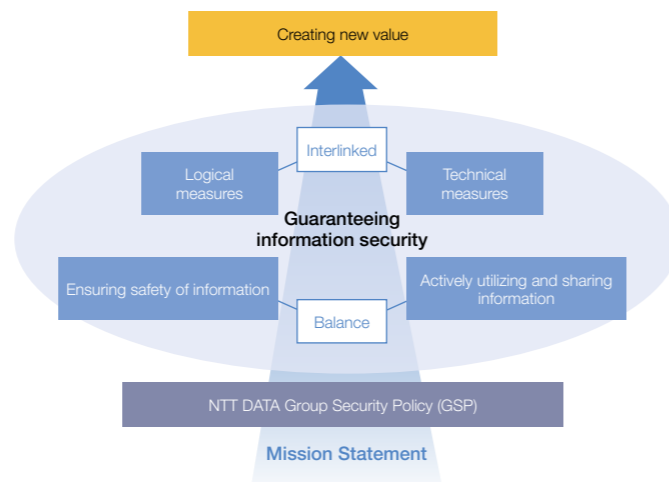 Creating new value
Interlinked
Logical
measures
Technical
measures
Guaranteeing
information security
Ensuring safety of information
Actively utilizing and sharing
information
Balance
NTT DATA Group Security Policy (GSP)
Mission Statement